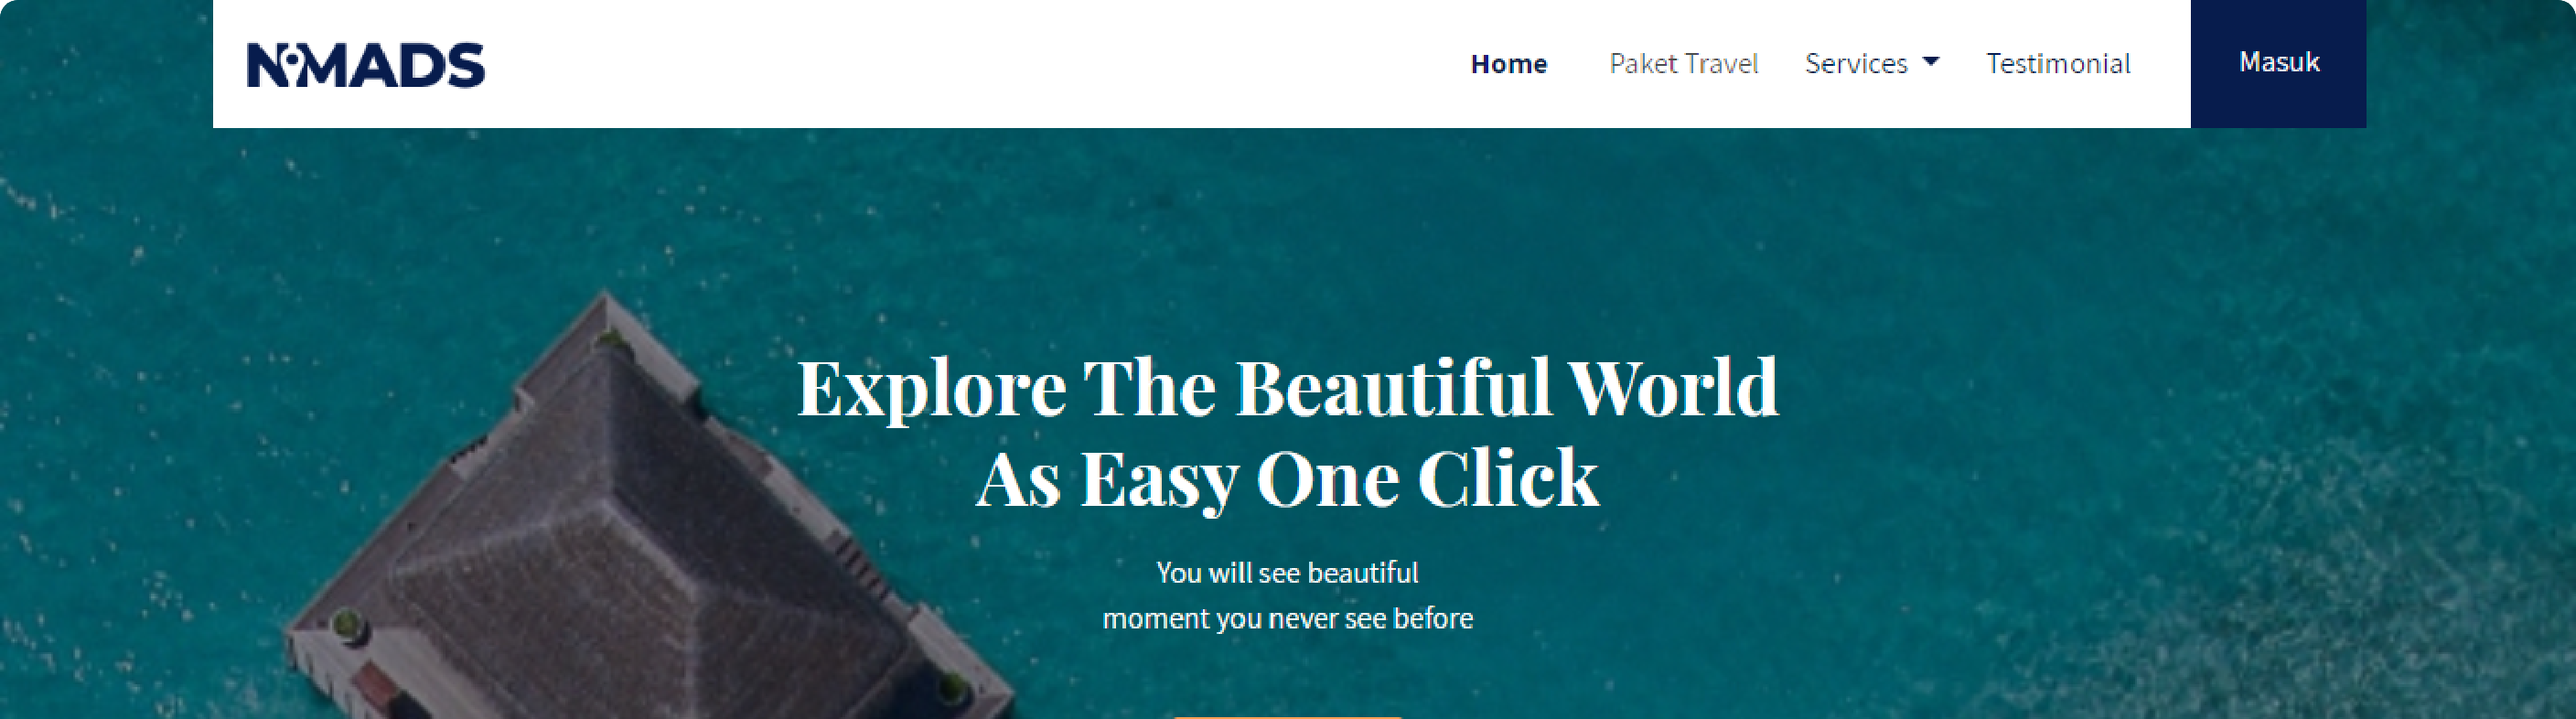 NOMADS
Home Paket Travel Services Testimonial Masuk
Explore The Beautiful World
As Easy One Click
You will see beautiful
moment you never see before